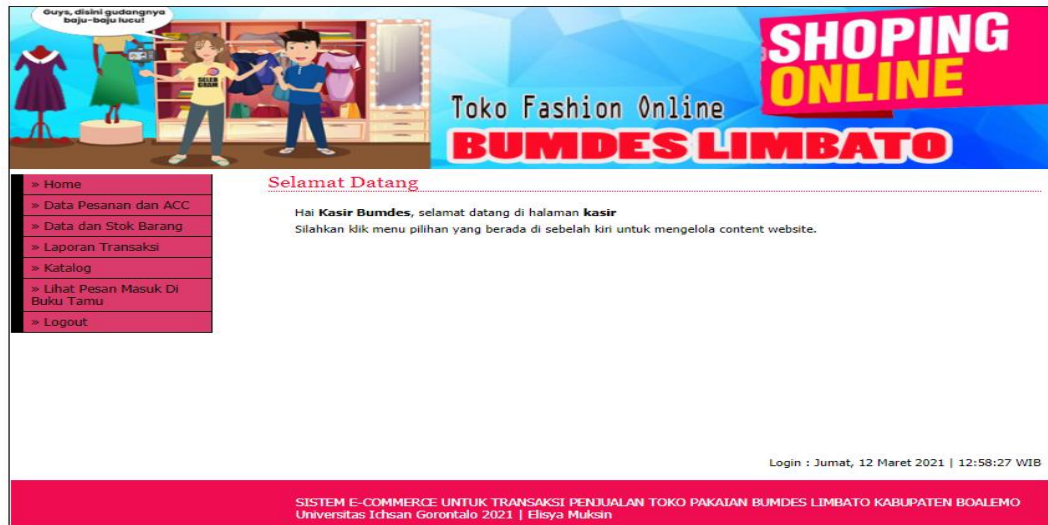 Guys, disini gudangnya
baju-baju lucu!
SELEB
GRAM
SHOPING
ONLINE
Toko Fashion Online
BUMDES LIMBATO
» Home
» Data Pesanan dan ACC
» Data dan Stok Barang
» Laporan Transaksi
» Katalog
» Lihat Pesan Masuk Di
Buku Tamu
» Logout
Selamat Datang
Hai Kasir Bumdes, selamat datang di halaman kasir
Silahkan klik menu pilihan yang berada di sebelah kiri untuk mengelola content website.
Login : Jumat, 12 Maret 2021 | 12:58:27 WIB
SISTEM E-COMMERCE UNTUK TRANSAKSI PENJUALAN TOKO PAKAIAN BUMDES LIMBATO KABUPATEN BOALEMO
Universitas Ichsan Gorontalo 2021 | Elisya Muksin